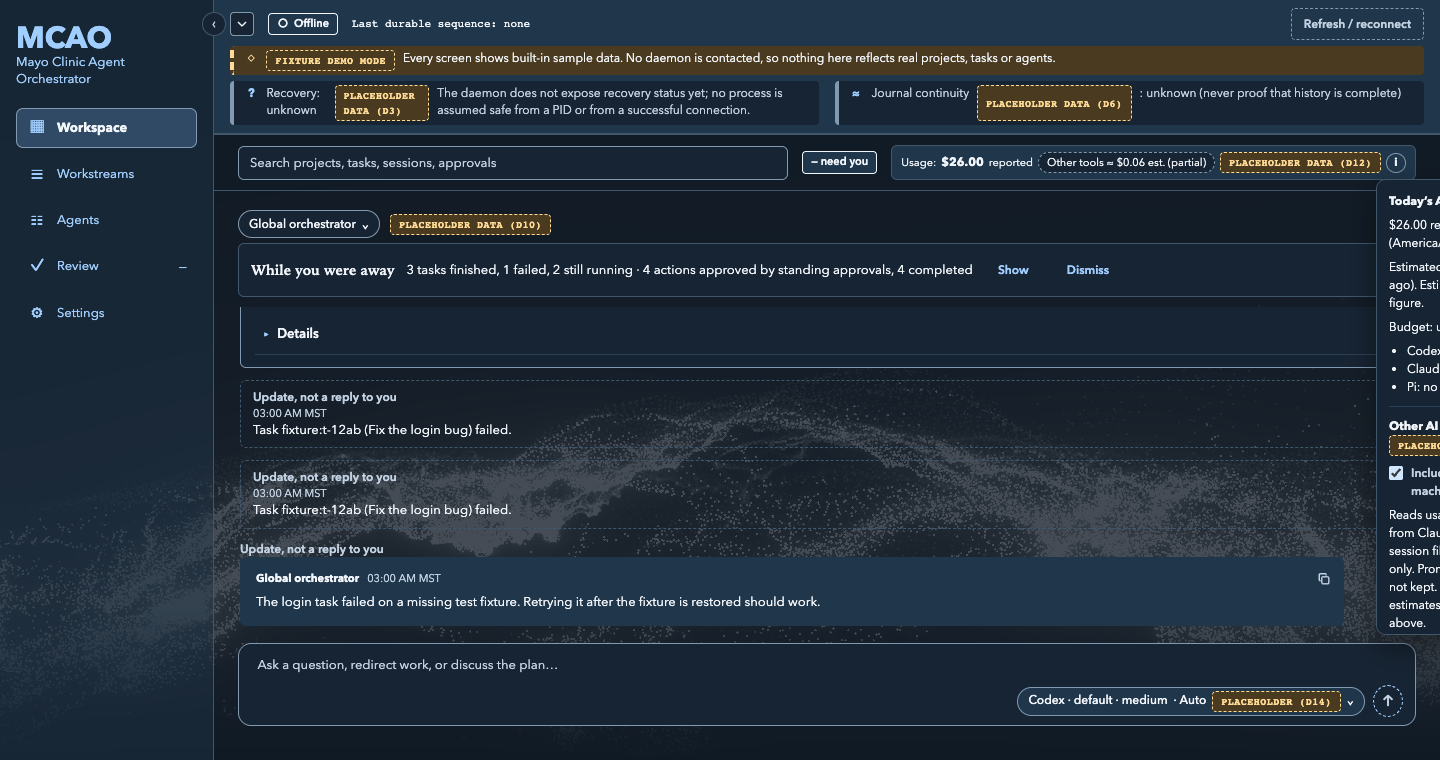 MCAO
Mayo Clinic Agent
Orchestrator
Workspace
Workstreams
Agents
Review –
Settings
Offline Last durable sequence: none
Refresh / reconnect
FIXTURE DEMO MODE Every screen shows built-in sample data. No daemon is contacted, so nothing here reflects real projects, tasks or agents.
? Recovery:
unknown
PLACEHOLDER
DATA (D3)
The daemon does not expose recovery status yet; no process is
assumed safe from a PID or from a successful connection.
≈ Journal continuity PLACEHOLDER DATA (D6) : unknown (never proof that history is complete)
Search projects, tasks, sessions, approvals
– need you
Usage: $26.00 reported Other tools ≈ $0.06 est. (partial) PLACEHOLDER DATA (D12) i
Global orchestrator PLACEHOLDER DATA (D10)
While you were away 3 tasks finished, 1 failed, 2 still running · 4 actions approved by standing approvals, 4 completed Show Dismiss
Details
Update, not a reply to you
03:00 AM MST
Task fixture:t-12ab (Fix the login bug) failed.
Update, not a reply to you
03:00 AM MST
Task fixture:t-12ab (Fix the login bug) failed.
Update, not a reply to you
Global orchestrator 03:00 AM MST
The login task failed on a missing test fixture. Retrying it after the fixture is restored should work.
Ask a question, redirect work, or discuss the plan…
Codex · default · medium · Auto PLACEHOLDER (D14)
Today's
$26.00
Estimated
ago).
figure.
Budget:
Pi: no
Other AI
Reads
from
session
only.
not kept.
estimates
above.